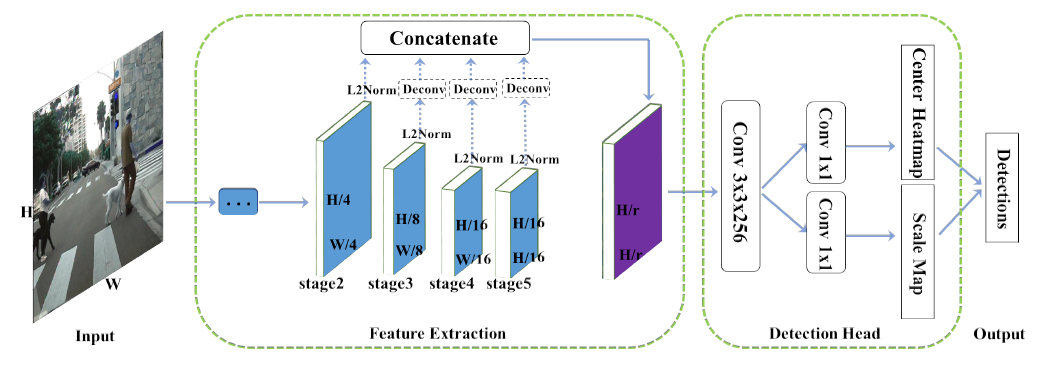 Concatenate
L2Norm
Deconv
Deconv
Deconv
L2Norm
L2Norm
L2Norm
H
W
...
H/4
W/4
H/8
W/8
H/16
W/16
H/16
H/16
stage2
stage3
stage4
stage5
H/r
H/r
Conv 3x3x256
Conv 1x1
Conv 1x1
Center Heatmap
Scale Map
Detections
Input
Feature Extraction
Detection Head
Output